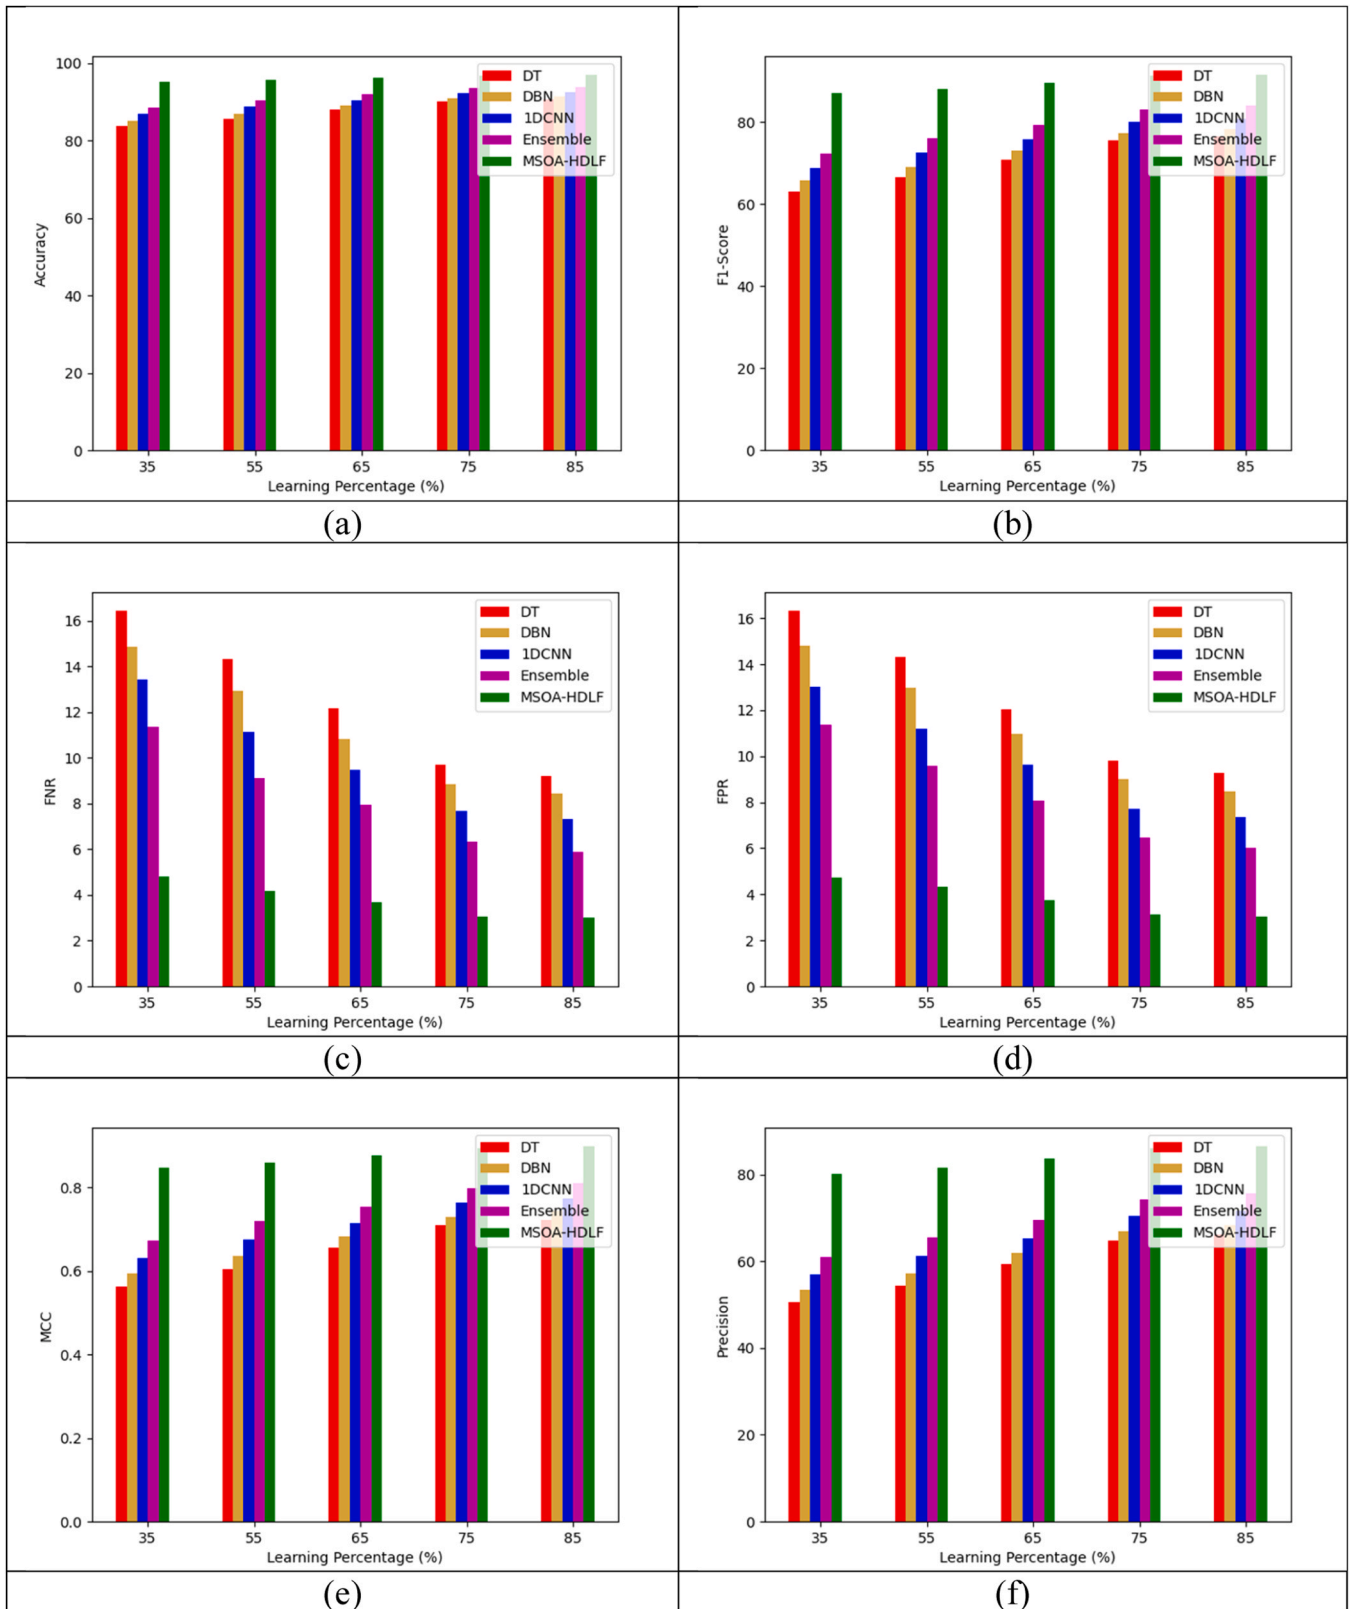 100
80
60
40
20
0
Accuracy
35 55 65 75 85
Learning Percentage (%)
DT
DBN
1DCNN
Ensemble
MSOA-HDLF
(a)
80
60
40
20
0
F1-Score
35 55 65 75 85
Learning Percentage (%)
DT
DBN
1DCNN
Ensemble
MSOA-HDLF
(b)
16
14
12
10
8
6
4
2
0
FNR
35 55 65 75 85
Learning Percentage (%)
DT
DBN
1DCNN
Ensemble
MSOA-HDLF
(c)
16
14
12
10
8
6
4
2
0
FPR
35 55 65 75 85
Learning Percentage (%)
DT
DBN
1DCNN
Ensemble
MSOA-HDLF
(d)
0.8
0.6
0.4
0.2
0.0
MCC
35 55 65 75 85
Learning Percentage (%)
DT
DBN
1DCNN
Ensemble
MSOA-HDLF
(e)
80
60
40
20
0
Precision
35 55 65 75 85
Learning Percentage (%)
DT
DBN
1DCNN
Ensemble
MSOA-HDLF
(f)